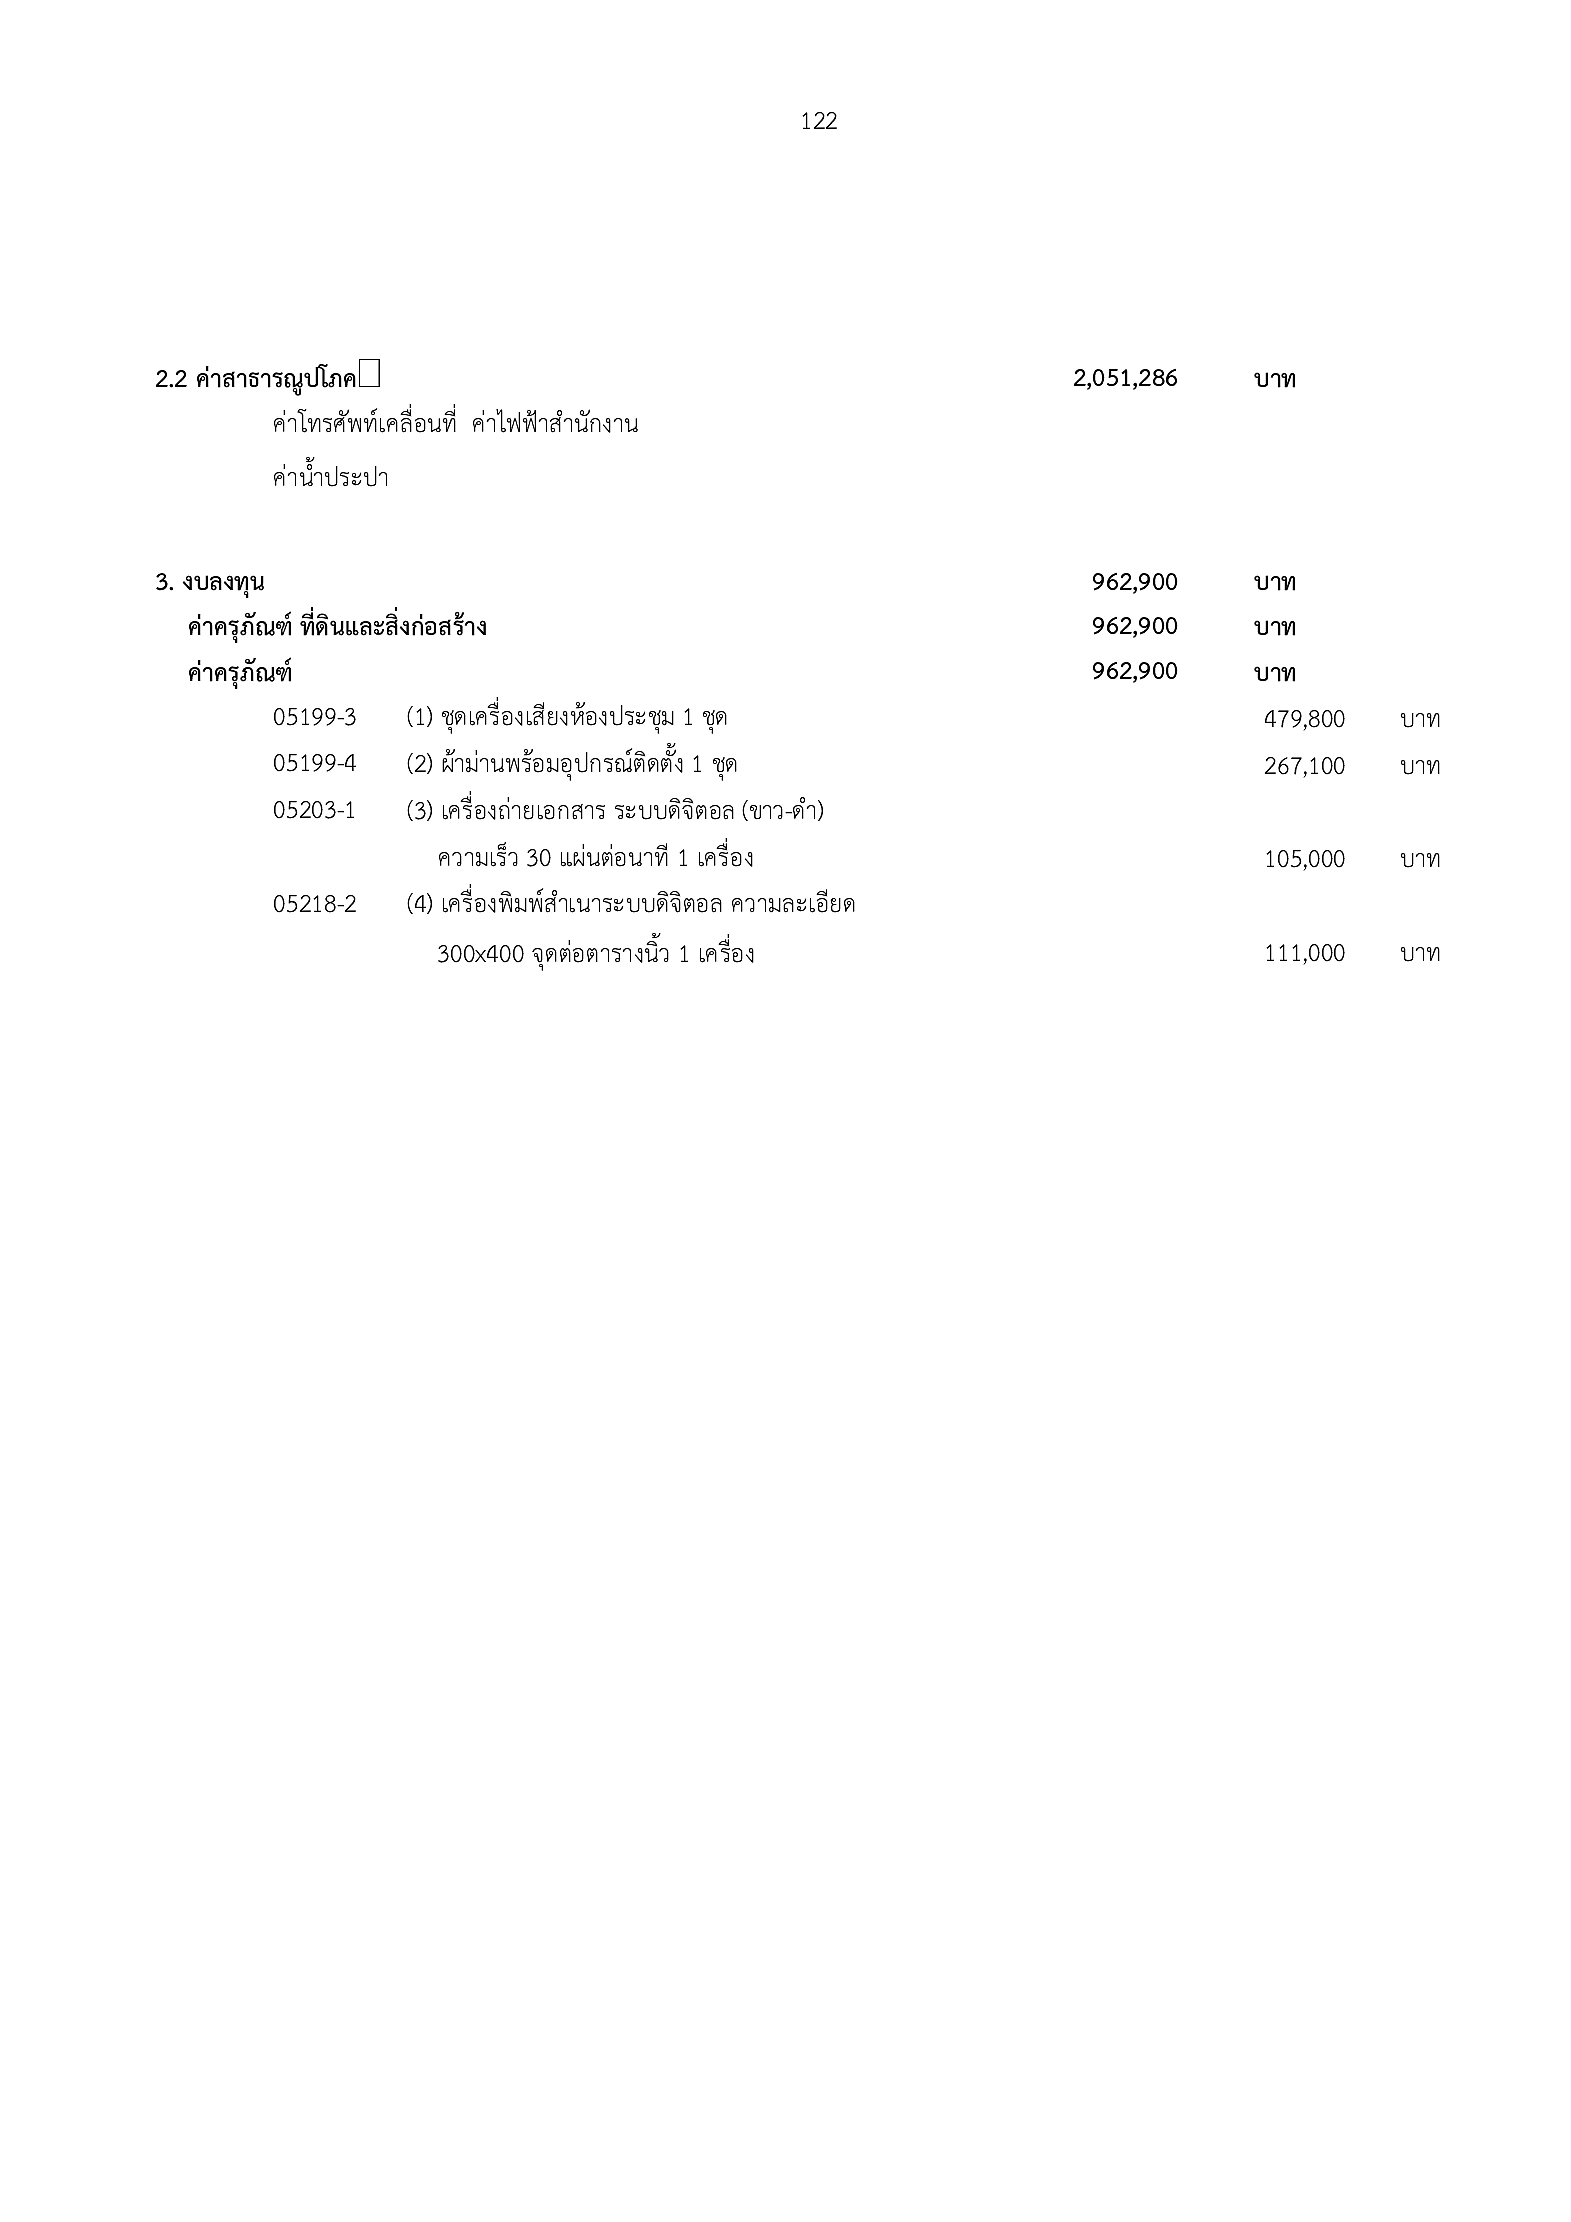 122
2.2 ค่าสาธารณูปโภค 2,051,286 บาท
ค่าโทรศัพท์เคลื่อนที่ ค่าไฟฟ้าสำนักงาน
ค่าน้ำประปา
3. งบลงทุน 962,900 บาท
ค่าครุภัณฑ์ ที่ดินและสิ่งก่อสร้าง 962,900 บาท
ค่าครุภัณฑ์ 962,900 บาท
05199-3 (1) ชุดเครื่องเสียงห้องประชุม 1 ชุด 479,800 บาท
05199-4 (2) ผ้าม่านพร้อมอุปกรณ์ติดตั้ง 1 ชุด 267,100 บาท
05203-1 (3) เครื่องถ่ายเอกสาร ระบบดิจิตอล (ขาว-ดำ)
ความเร็ว 30 แผ่นต่อนาที 1 เครื่อง 105,000 บาท
05218-2 (4) เครื่องพิมพ์สำเนาระบบดิจิตอล ความละเอียด
300x400 จุดต่อตารางนิ้ว 1 เครื่อง 111,000 บาท